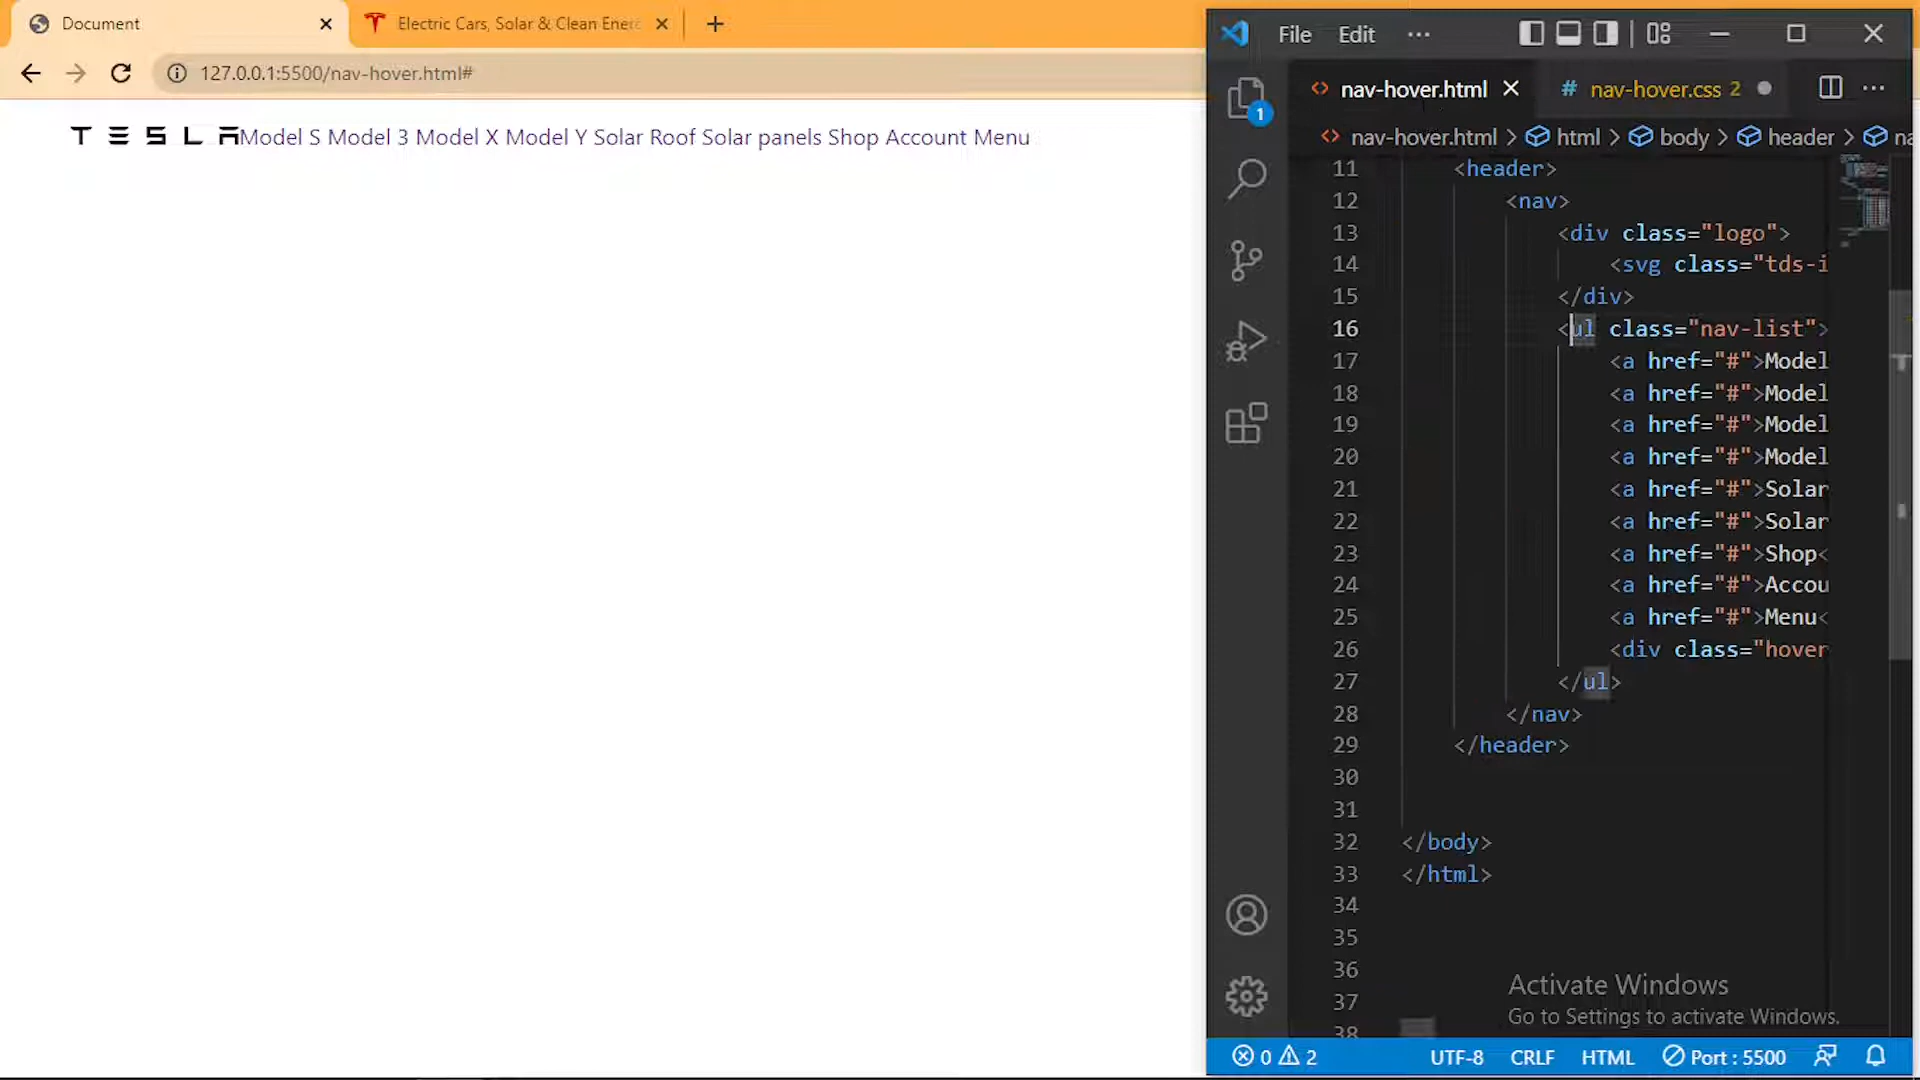 Document
Electric Cars, Solar & Clean Ener
127.0.0.1:5500/nav-hover.html#
TESLA Model S Model 3 Model X Model Y Solar Roof Solar panels Shop Account Menu
File Edit ···
nav-hover.html
# nav-hover.css 2
nav-hover.html > html > body > header > na
1
11 <header>
12 <nav>
13 <div class="logo">
14 <svg class="tds-i
15 </div>
16 <ul class="nav-list">
17 <a href="#">Model
18 <a href="#">Model
19 <a href="#">Model
20 <a href="#">Model
21 <a href="#">Solar
22 <a href="#">Solar
23 <a href="#">Shop<
24 <a href="#">Accou
25 <a href="#">Menu<
26 <div class="hover
27 </ul>
28 </nav>
29 </header>
30
31
32 </body>
33 </html>
34
35
36
37
38
Activate Windows
Go to Settings to activate Windows.
0 2 UTF-8 CRLF HTML Port : 5500